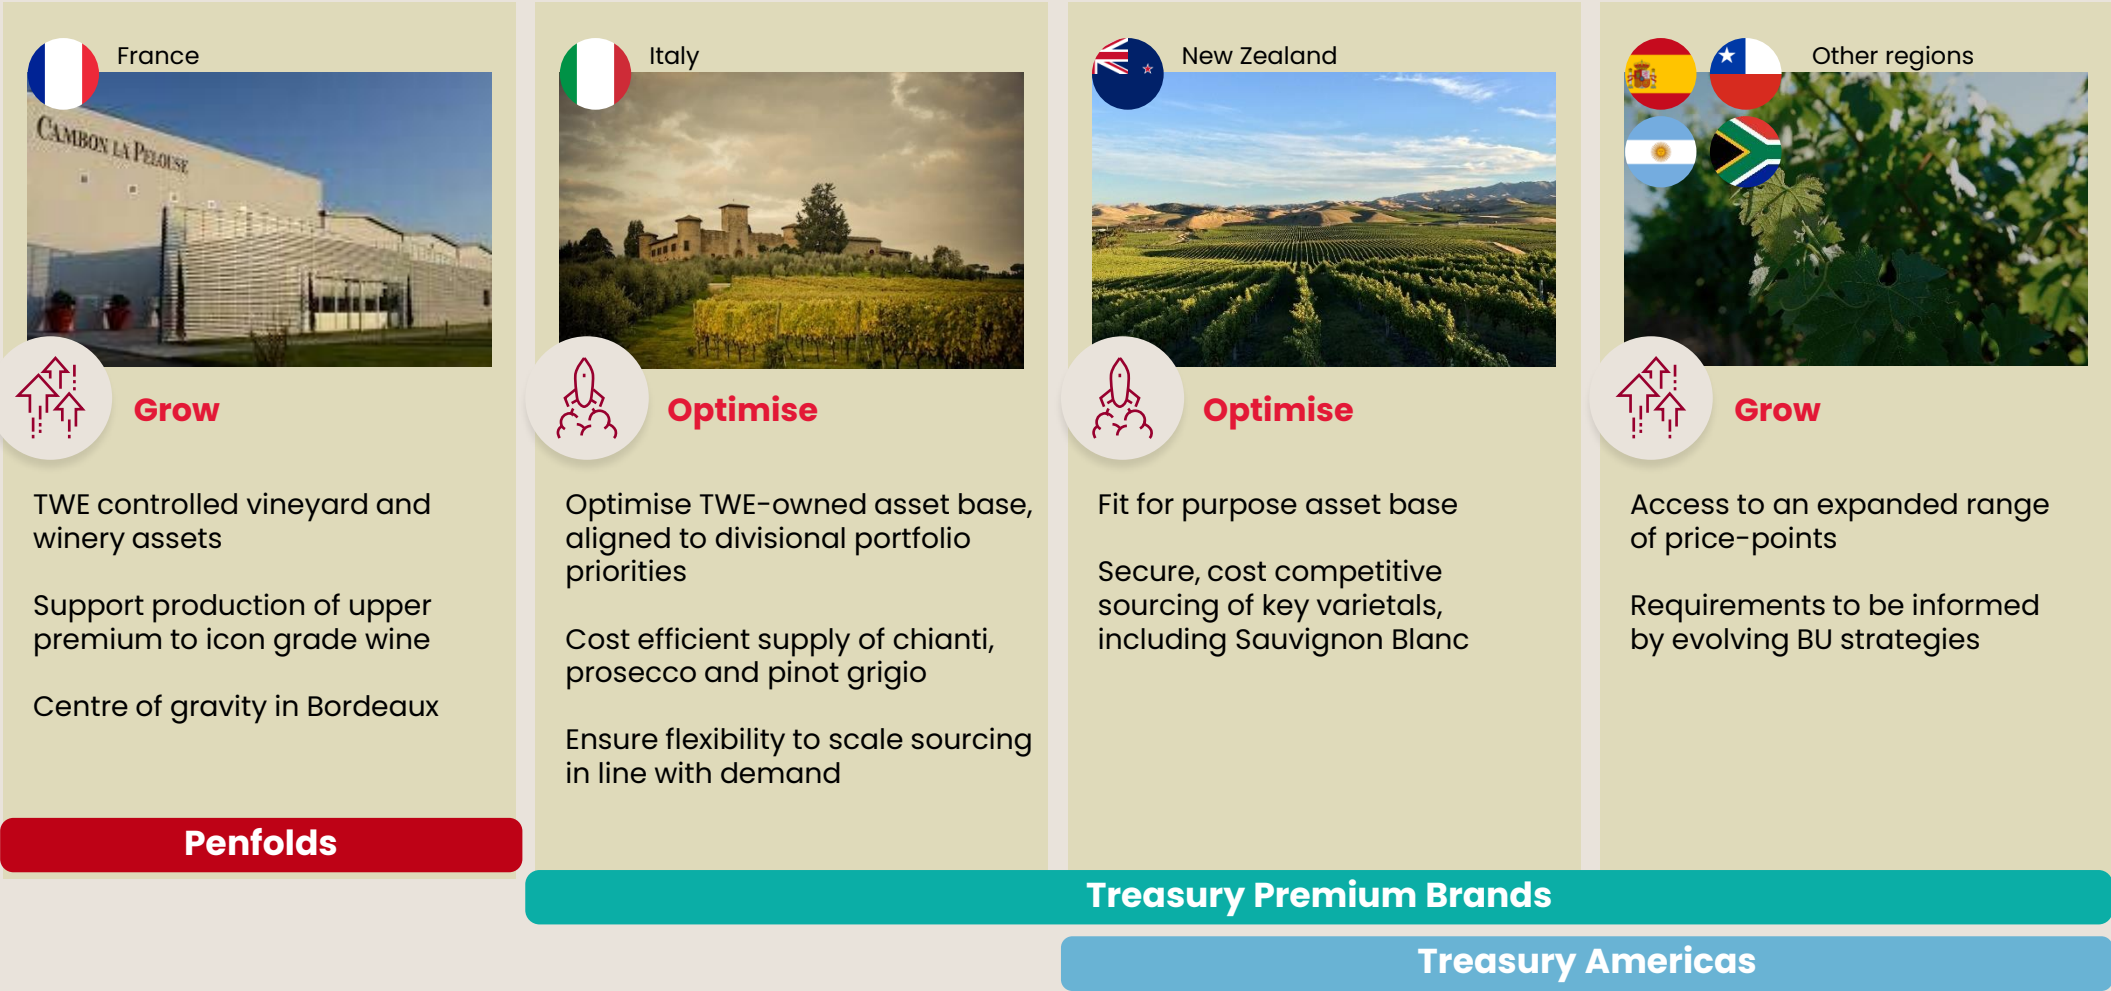 France
CAMBON LA PELOUSE
Grow
TWE controlled vineyard and
winery assets
Support production of upper
premium to icon grade wine
Centre of gravity in Bordeaux
Penfolds
Italy
Optimise
Optimise TWE-owned asset base,
aligned to divisional portfolio
priorities
Cost efficient supply of chianti,
prosecco and pinot grigio
Ensure flexibility to scale sourcing
in line with demand
New Zealand
Optimise
Fit for purpose asset base
Secure, cost competitive
sourcing of key varietals,
including Sauvignon Blanc
Other regions
Grow
Access to an expanded range
of price-points
Requirements to be informed
by evolving BU strategies
Treasury Premium Brands
Treasury Americas